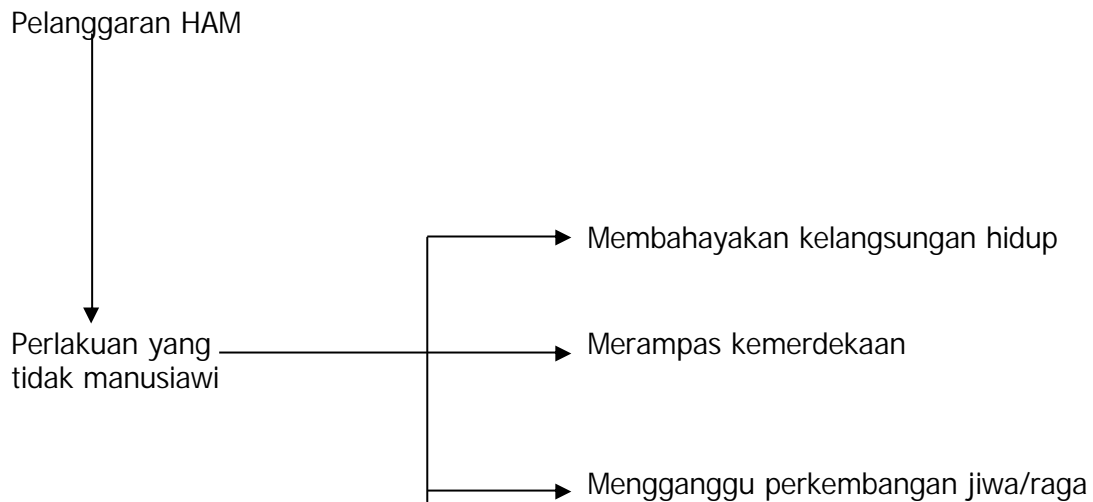 Pelanggaran HAM
Membahayakan kelangsungan hidup
Perlakuan yang
tidak manusiawi
Merampas kemerdekaan
Mengganggu perkembangan jiwa/raga